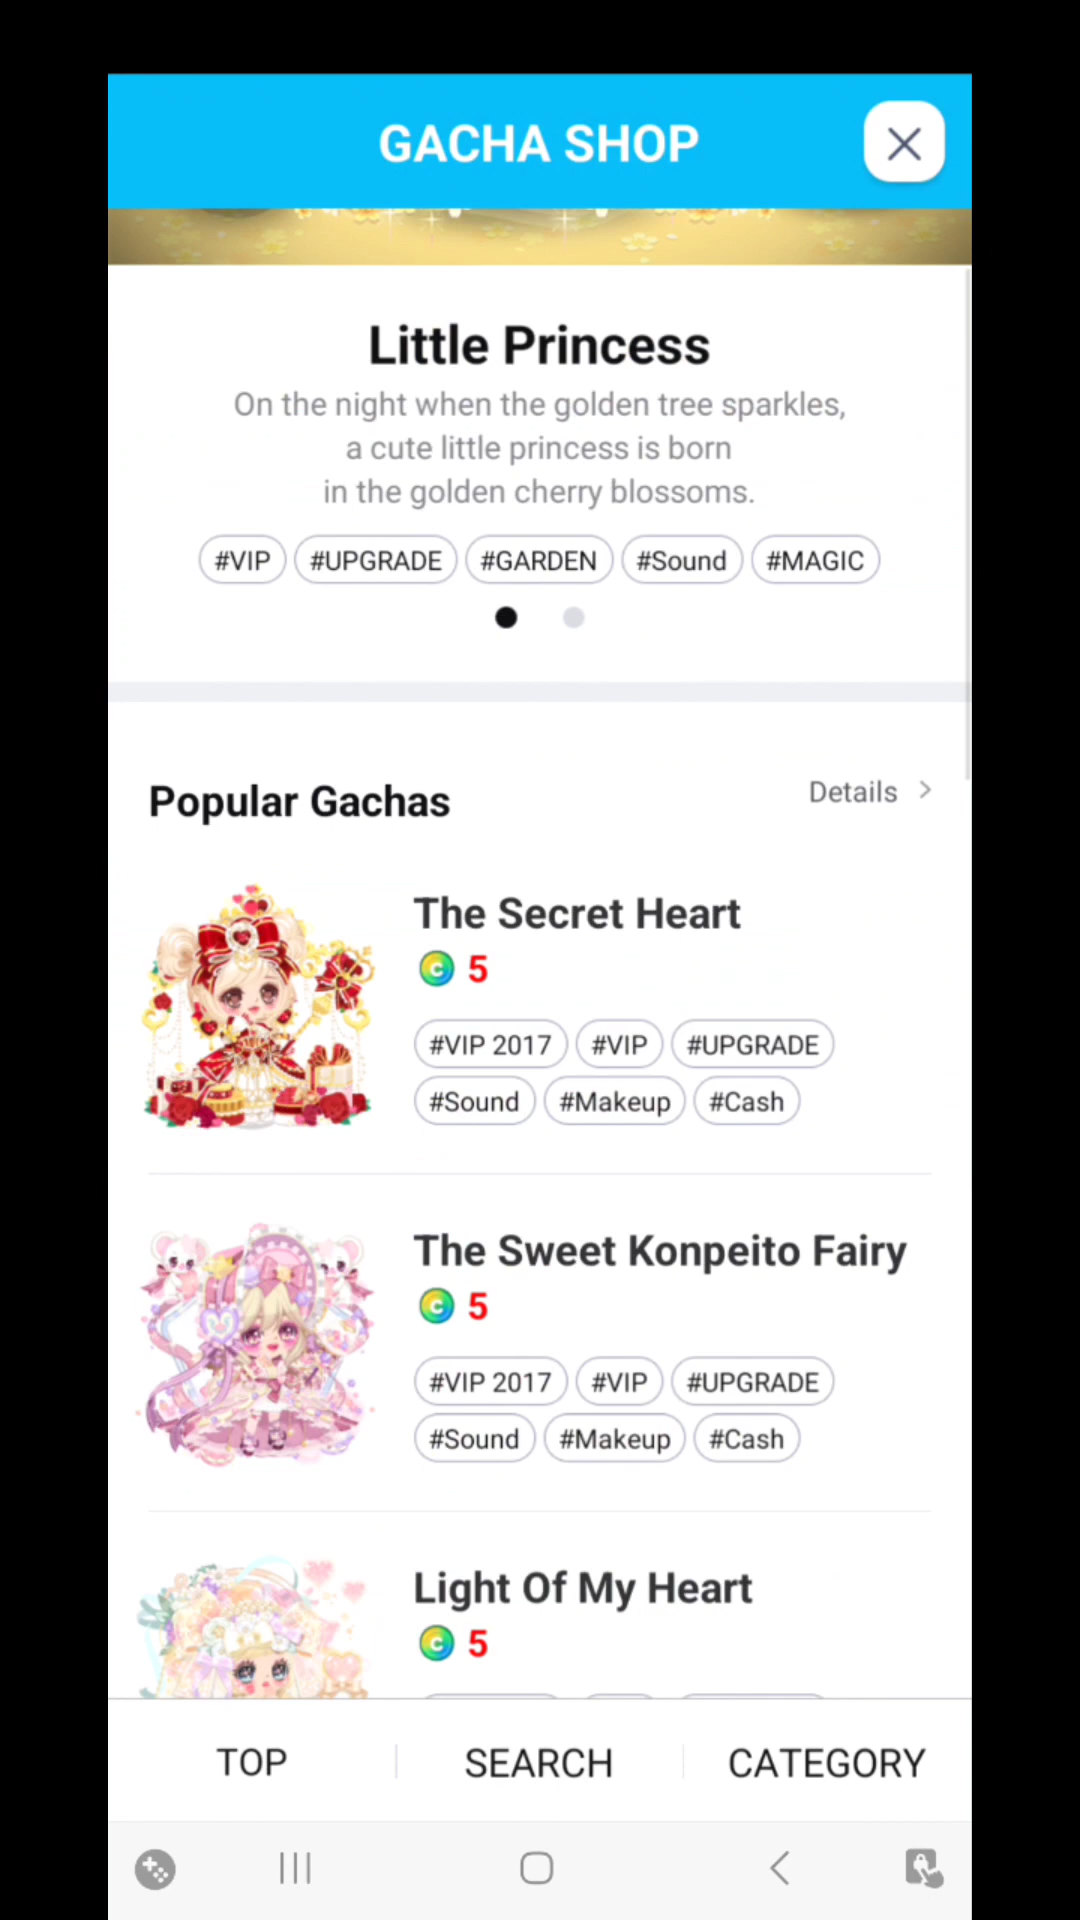 GACHA SHOP
Little Princess
On the night when the golden tree sparkles,
a cute little princess is born
in the golden cherry blossoms.
#VIP #UPGRADE #GARDEN #Sound #MAGIC
Popular Gachas
Details
The Secret Heart
C 5
#VIP 2017 #VIP #UPGRADE
#Sound #Makeup #Cash
The Sweet Konpeito Fairy
C 5
#VIP 2017 #VIP #UPGRADE
#Sound #Makeup #Cash
Light Of My Heart
C 5
TOP SEARCH CATEGORY